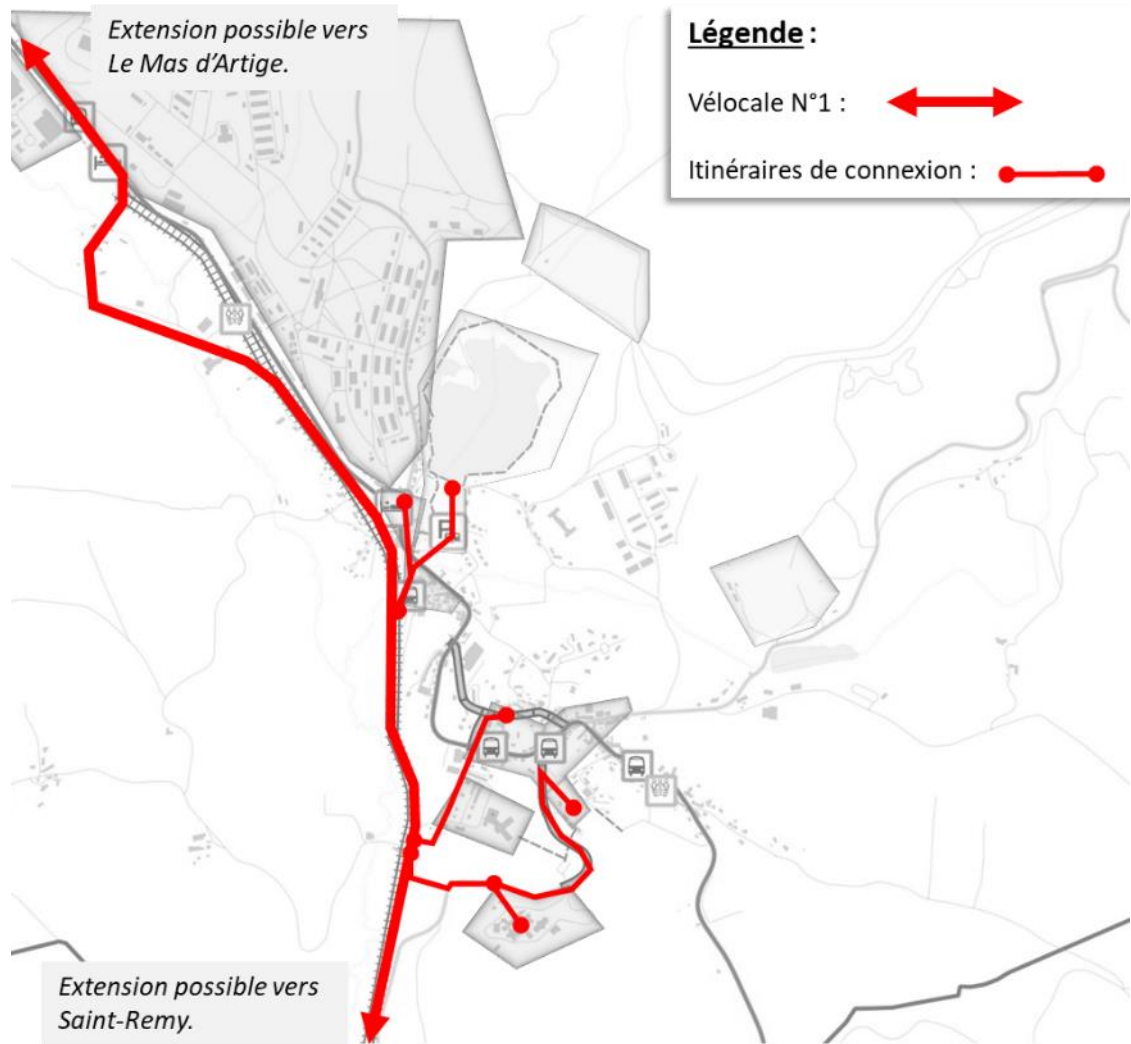 Extension possible vers
Le Mas d’Artige.
Légende :
Vélocale N°1 :
Itinéraires de connexion :
Extension possible vers
Saint-Remy.